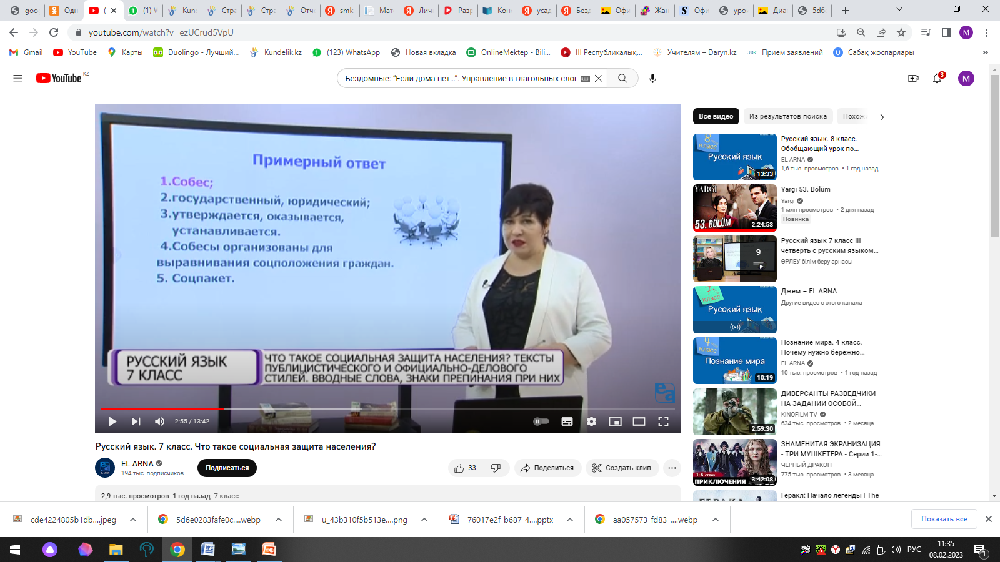 goo
Одн
(
(1) W
Кunс
Стра
Стра
Отче
smk
Мат
Личн
Разр
Конс
усад
Безд
Офи
Жан
Офи
урок
Диа
5d6
youtube.com/watch?v=ezUCrud5VpU
M
Gmail
YouTube
Карты
Duolingo - Лучший...
Kundelik.kz
(123) WhatsApp
Новая вкладка
OnlineMektep - Bili...
III Республикалық...
Учителям – Daryn.kz
Прием заявлений
Сабақ жоспарлары
»
YouTube KZ
Бездомные: "Если дома нет…". Управление в глагольных слов
3
M
Примерный ответ
1.Собес;
2.государственный, юридический;
3.утверждается, оказывается,
устанавливается.
4.Собесы организованы для
выравнивания соцположения граждан.
5. Соцпакет.
РУССКИЙ ЯЗЫК
7 КЛАСС
ЧТО ТАКОЕ СОЦИАЛЬНАЯ ЗАЩИТА НАСЕЛЕНИЯ? ТЕКСТЫ
ПУБЛИЦИСТИЧЕСКОГО И ОФИЦИАЛЬНО-ДЕЛОВОГО
СТИЛЕЙ. ВВОДНЫЕ СЛОВА, ЗНАКИ ПРЕПИНАНИЯ ПРИ НИХ
ea
2:55 / 13:42
Русский язык. 7 класс. Что такое социальная защита населения?
EL ARNA
194 тыс. подписчиков
Подписаться
33
Поделиться
Создать клип
2,9 тыс. просмотров 1 год назад 7 класс
Все видео
Из результатов поиска
Похожи
8
класс
Русский язык
13:33
Русский язык. 8 класс.
Обобщающий урок по...
EL ARNA
1,6 тыс. просмотров • 1 год назад
YARGI
53. BÖLÜM
2:24:53
Yargı 53. Bölüm
Yargı
1 млн просмотров • 2 дня назад
Новинка
9
Русский язык 7 класс III
четверть с русским языком...
ӨРЛЕУ білім беру арнасы
7
класс
Русский язык
Джем – EL ARNA
Другие видео с этого канала
4
класс
Познание мира
10:19
Познание мира. 4 класс.
Почему нужно бережно...
EL ARNA
10 тыс. просмотров • 1 год назад
2:59:30
ДИВЕРСАНТЫ РАЗВЕДЧИКИ
НА ЗАДАНИИ ОСОБОЙ...
KINOFILM TV
634 тыс. просмотров • 2 месяца...
1-5 СЕРИИ
ПРИКЛЮЧЕНИЯ
3:42:08
ЗНАМЕНИТАЯ ЭКРАНИЗАЦИЯ
- ТРИ МУШКЕТЕРА - Серии 1-...
ЧЕРНЫЙ ДРАКОН
775 тыс. просмотров • 3 месяца...
Геракл: Начало легенды | The
cde4224805b1db....jpeg
5d6e0283fafe0c....webp
u_43b310f5b513e....png
76017e2f-b687-4....pptx
aa057573-fd83-....webp
Показать все
РУС
11:35
08.02.2023
1